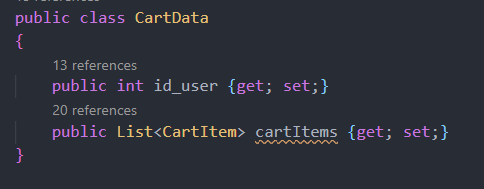 public class CartData
{
13 references
public int id_user {get; set;}
20 references
public List<CartItem> cartItems {get; set;}
}